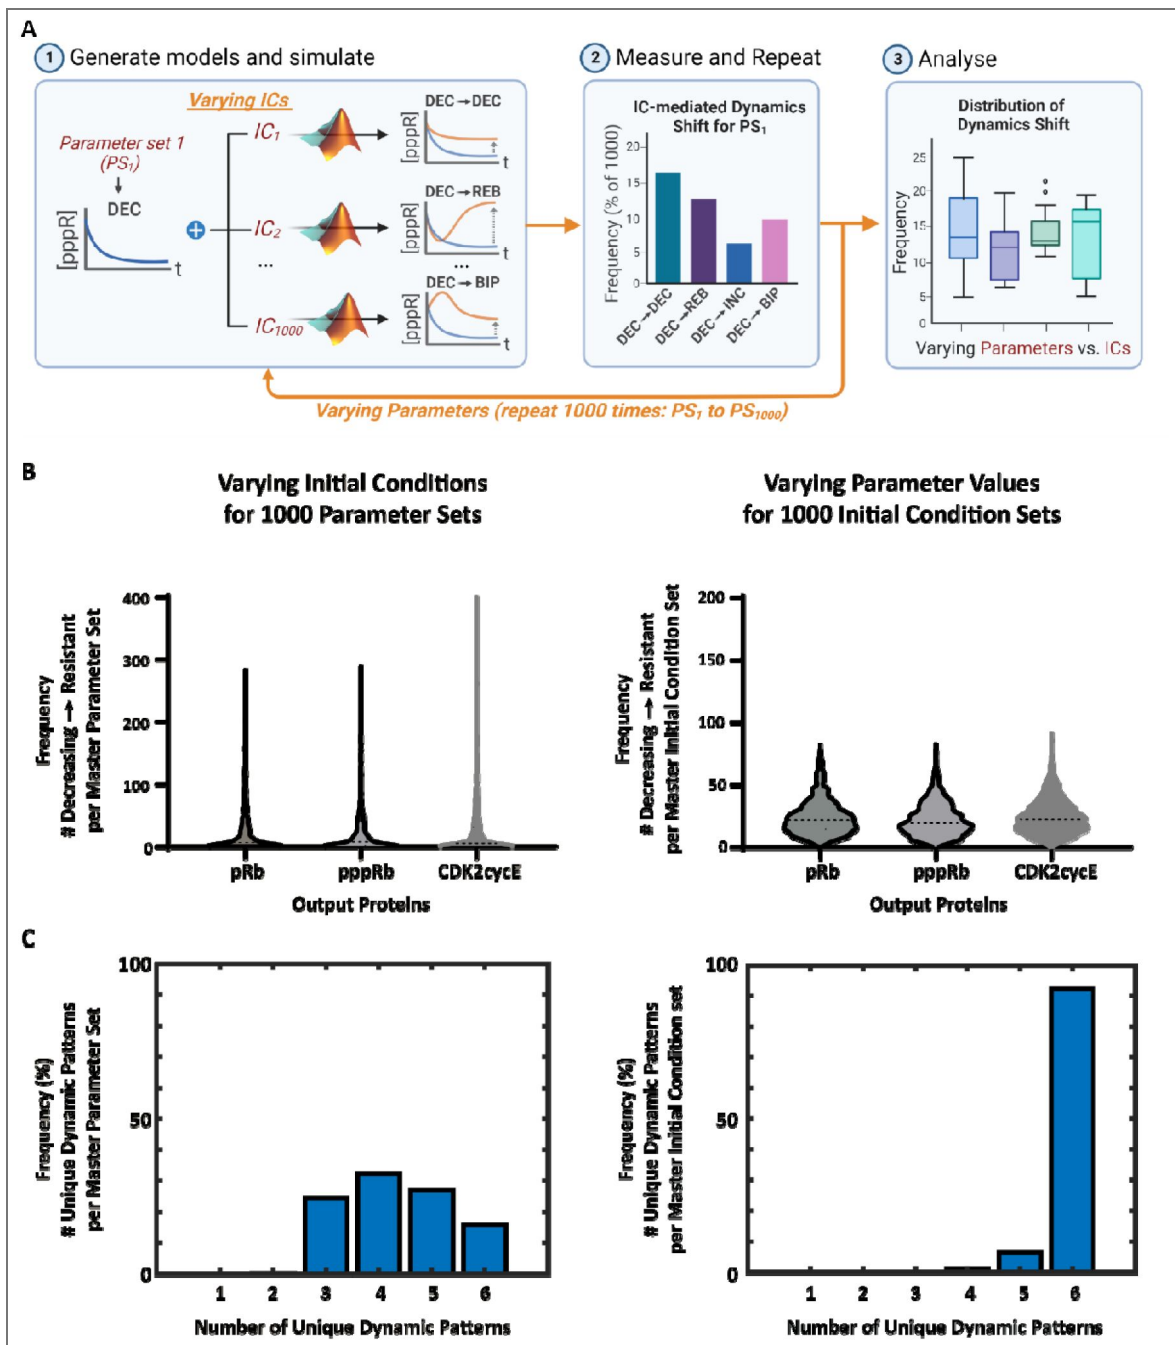 A
1 Generate models and simulate
Varying ICs
Parameter set 1
(PS1)
DEC
[pppR]
t
IC1
IC2
...
IC1000
DEC→DEC
[pppR]
t
DEC→REB
[pppR]
t
...
DEC→BIP
[pppR]
t
2 Measure and Repeat
IC-mediated Dynamics
Shift for PS1
Frequency (% of 1000)
20
15
10
5
0
DEC→DEC
DEC→REB
DEC→INC
DEC→BIP
3 Analyse
Distribution of
Dynamics Shift
Frequency
25
20
15
10
5
0
Varying Parameters vs. ICs
Varying Parameters (repeat 1000 times: PS1 to PS1000)
B
Varying Initial Conditions
for 1000 Parameter Sets
Frequency
# Decreasing → Resistant
per Master Parameter Set
400
300
200
100
0
pRb
pppRb
CDK2cycE
Output Proteins
Varying Parameter Values
for 1000 Initial Condition Sets
Frequency
# Decreasing → Resistant
per Master Initial Condition Set
200
150
100
50
0
pRb
pppRb
CDK2cycE
Output Proteins
C
Frequency (%)
# Unique Dynamic Patterns
per Master Parameter Set
100
50
0
1 2 3 4 5 6
Number of Unique Dynamic Patterns
Frequency (%)
# Unique Dynamic Patterns
per Master Initial Condition set
100
50
0
1 2 3 4 5 6
Number of Unique Dynamic Patterns